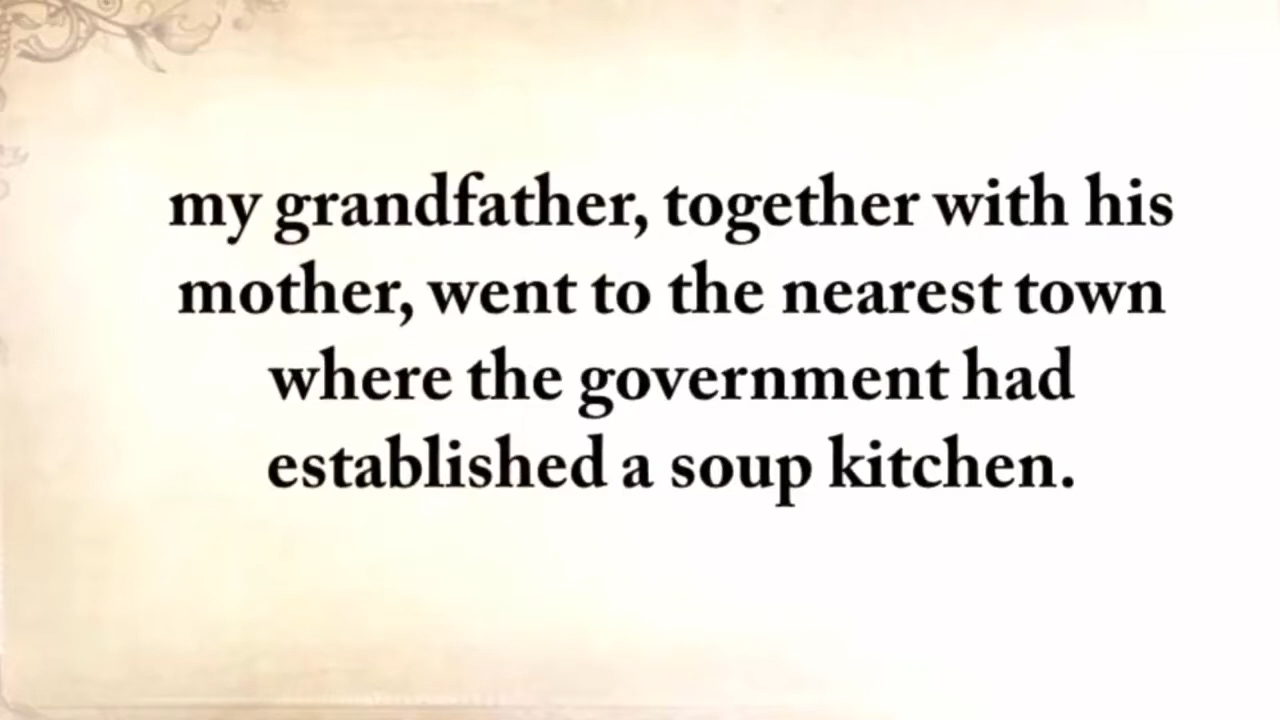 my grandfather, together with his
mother, went to the nearest town
where the government had
established a soup kitchen.